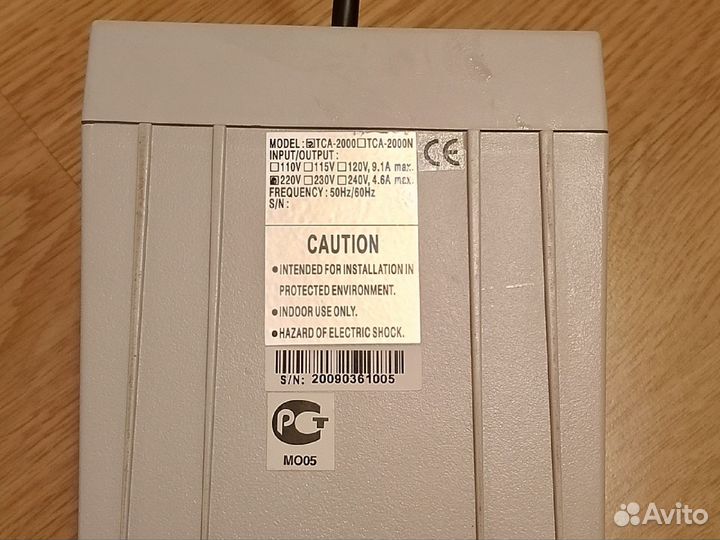 MODEL: ☑TCA-2000☐TCA-2000N
INPUT/OUTPUT :
☐110V ☐115V ☐120V, 9.1A max.
☑220V ☐230V ☐240V, 4.6A max.
FREQUENCY : 50Hz/60Hz
S/N :
CE
CAUTION
●INTENDED FOR INSTALLATION IN
PROTECTED ENVIRONMENT.
●INDOOR USE ONLY.
●HAZARD OF ELECTRIC SHOCK.
S/N: 20090361005
РСТ
МО05
Avito